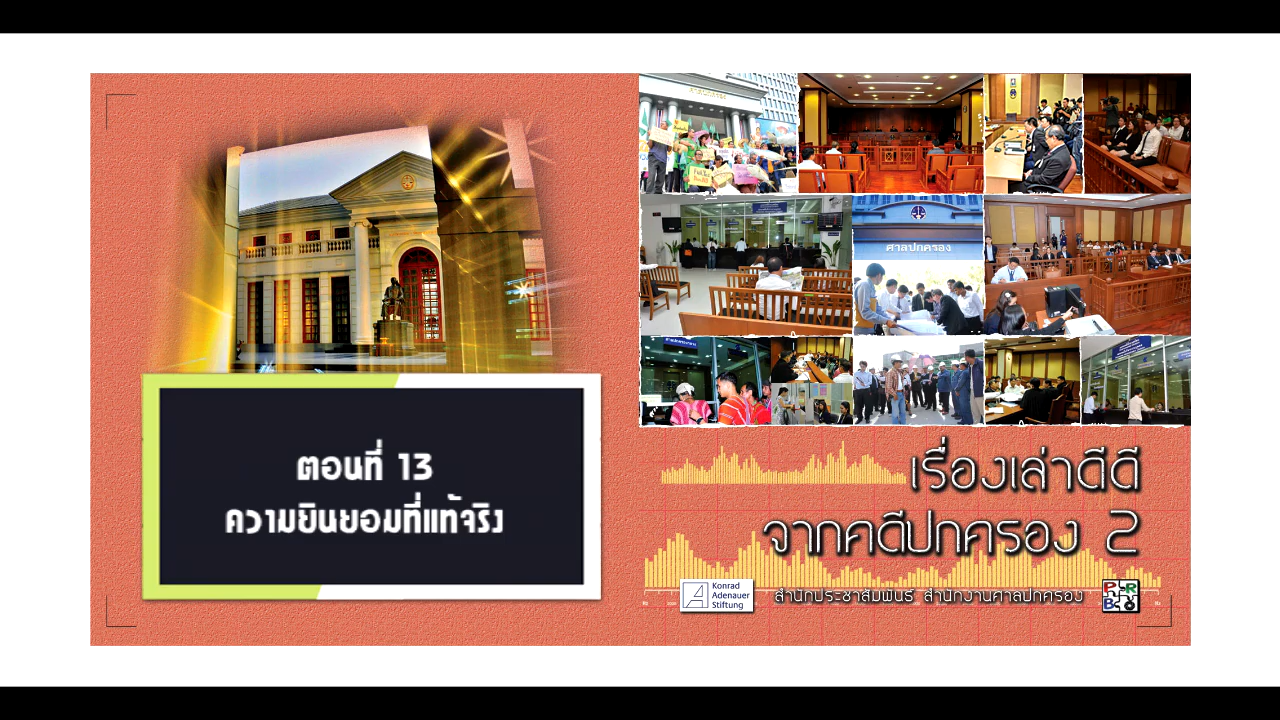 ตอนที่ 13
ความยินยอมที่แท้จริง
ศาลปกครอง
เรื่องเล่าดีดี
จากคดีปกครอง 2
Konrad
Adenauer
Stiftung
สำนักประชาสัมพันธ์ สำนักงานศาลปกครอง